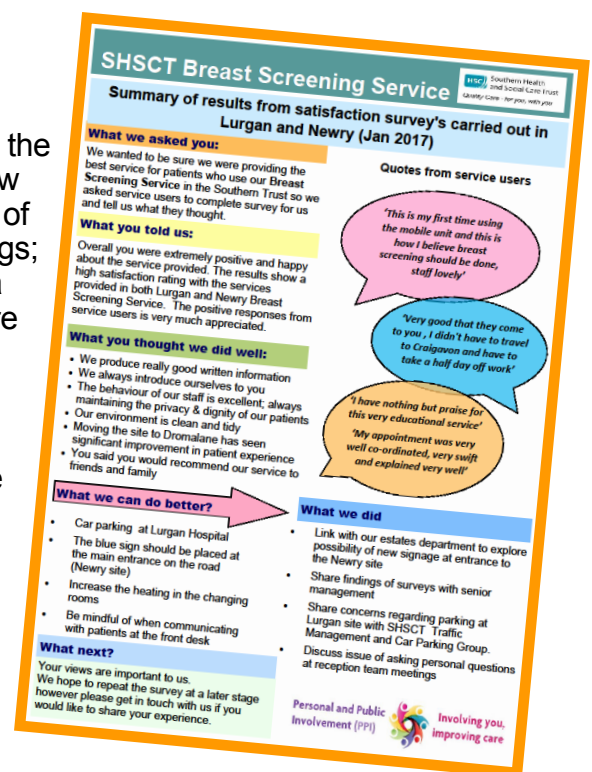 the
w
of
gs;
a
re
e
SHSCT Breast Screening Service
HSC Southern Health
and Social Care Trust
Quality Care - for you, with you
Summary of results from satisfaction survey's carried out in
Lurgan and Newry (Jan 2017)
What we asked you:
We wanted to be sure we were providing the
best service for patients who use our Breast
Screening Service in the Southern Trust so we
asked service users to complete survey for us
and tell us what they thought.
What you told us:
Overall you were extremely positive and happy
about the service provided. The results show a
high satisfaction rating with the services
provided in both Lurgan and Newry Breast
Screening Service. The positive responses from
service users is very much appreciated.
What you thought we did well:
• We produce really good written information
• We always introduce ourselves to you
• The behaviour of our staff is excellent; always
maintaining the privacy & dignity of our patients
• Our environment is clean and tidy
• Moving the site to Dromalane has seen
significant improvement in patient experience
• You said you would recommend our service to
friends and family
Quotes from service users
'This is my first time using
the mobile unit and this is
how I believe breast
screening should be done,
staff lovely'
'Very good that they come
to you , I didn't have to travel
to Craigavon and have to
take a half day off work'
'I have nothing but praise for
this very educational service'
'My appointment was very
well co-ordinated, very swift
and explained very well'
What we can do better?
• Car parking at Lurgan Hospital
• The blue sign should be placed at
the main entrance on the road
(Newry site)
• Increase the heating in the changing
rooms
• Be mindful of when communicating
with patients at the front desk
What we did
• Link with our estates department to explore
possibility of new signage at entrance to
the Newry site
• Share findings of surveys with senior
management
• Share concerns regarding parking at
Lurgan site with SHSCT Traffic
Management and Car Parking Group.
• Discuss issue of asking personal questions
at reception team meetings
What next?
Your views are important to us.
We hope to repeat the survey at a later stage
however please get in touch with us if you
would like to share your experience.
Personal and Public
Involvement (PPI)
Involving you,
improving care